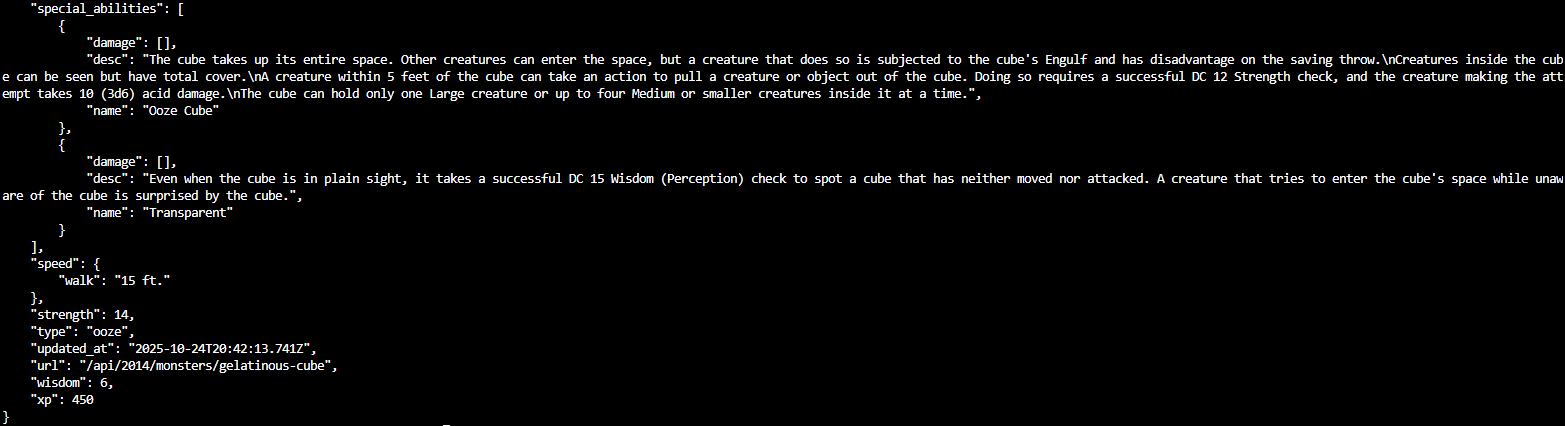 "special_abilities": [
{
"damage": [],
"desc": "The cube takes up its entire space. Other creatures can enter the space, but a creature that does so is subjected to the cube's Engulf and has disadvantage on the saving throw.\nCreatures inside the cub
e can be seen but have total cover.\nA creature within 5 feet of the cube can take an action to pull a creature or object out of the cube. Doing so requires a successful DC 12 Strength check, and the creature making the att
empt takes 10 (3d6) acid damage.\nThe cube can hold only one Large creature or up to four Medium or smaller creatures inside it at a time.",
"name": "Ooze Cube"
},
{
"damage": [],
"desc": "Even when the cube is in plain sight, it takes a successful DC 15 Wisdom (Perception) check to spot a cube that has neither moved nor attacked. A creature that tries to enter the cube's space while unaw
are of the cube is surprised by the cube.",
"name": "Transparent"
}
],
"speed": {
"walk": "15 ft."
},
"strength": 14,
"type": "ooze",
"updated_at": "2025-10-24T20:42:13.741Z",
"url": "/api/2014/monsters/gelatinous-cube",
"wisdom": 6,
"xp": 450
}